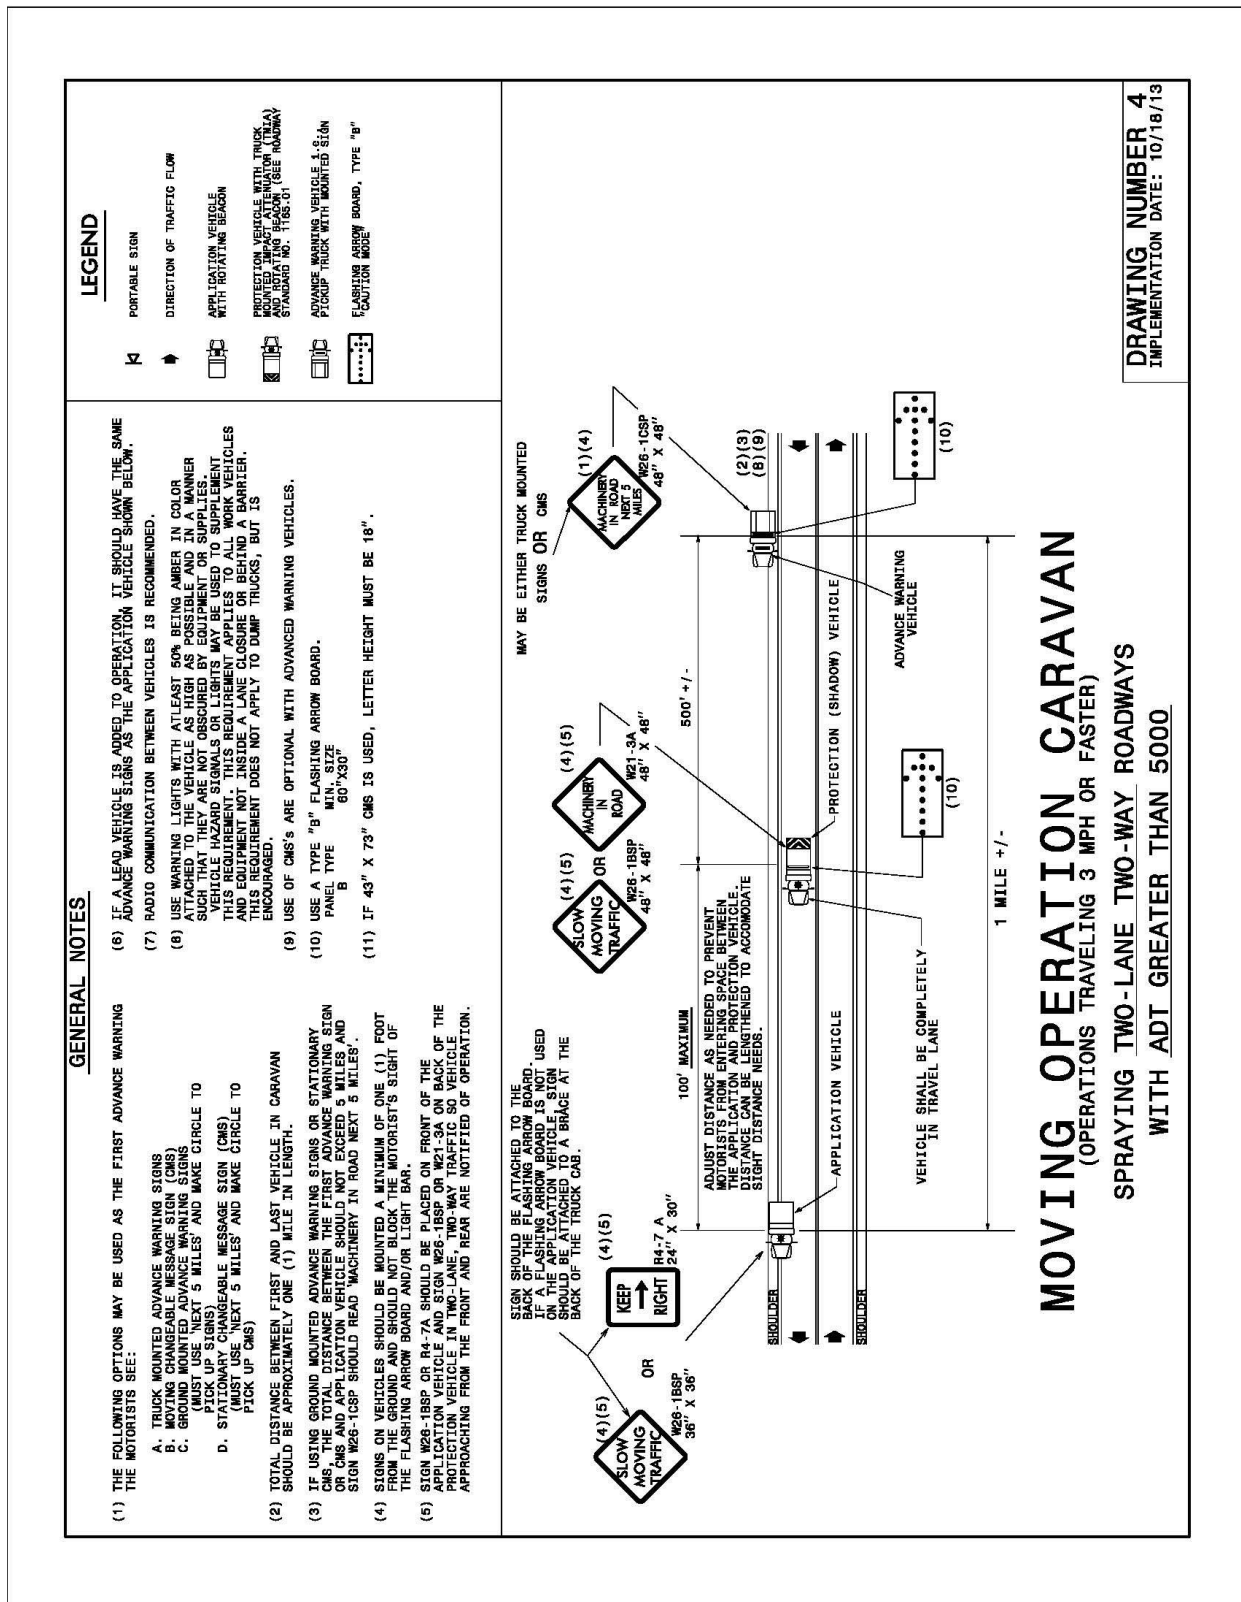 GENERAL NOTES
(1) THE FOLLOWING OPTIONS MAY BE USED AS THE FIRST ADVANCE WARNING
THE MOTORISTS SEE:
A. TRUCK MOUNTED ADVANCE WARNING SIGNS
B. MOVING CHANGEABLE MESSAGE SIGN (CMS)
C. GROUND MOUNTED ADVANCE WARNING SIGNS
(MUST USE 'NEXT 5 MILES' AND MAKE CIRCLE TO
PICK UP SIGNS)
D. STATIONARY CHANGEABLE MESSAGE SIGN (CMS)
(MUST USE 'NEXT 5 MILES' AND MAKE CIRCLE TO
PICK UP CMS)
(2) TOTAL DISTANCE BETWEEN FIRST AND LAST VEHICLE IN CARAVAN
SHOULD BE APPROXIMATELY ONE (1) MILE IN LENGTH.
(3) IF USING GROUND MOUNTED ADVANCE WARNING SIGNS OR STATIONARY
CMS, THE TOTAL DISTANCE BETWEEN THE FIRST ADVANCE WARNING SIGN
OR CMS AND APPLICATION VEHICLE SHOULD NOT EXCEED 5 MILES AND
SIGN W26-1CSP SHOULD READ 'MACHINERY IN ROAD NEXT 5 MILES'.
(4) SIGNS ON VEHICLES SHOULD BE MOUNTED A MINIMUM OF ONE (1) FOOT
FROM THE GROUND AND SHOULD NOT BLOCK THE MOTORIST'S SIGHT OF
THE FLASHING ARROW BOARD AND/OR LIGHT BAR.
(5) SIGN W26-1BSP OR R4-7A SHOULD BE PLACED ON FRONT OF THE
APPLICATION VEHICLE AND SIGN W26-1BSP OR W21-3A ON BACK OF THE
PROTECTION VEHICLE IN TWO-LANE, TWO-WAY TRAFFIC SO VEHICLE
APPROACHING FROM THE FRONT AND REAR ARE NOTIFIED OF OPERATION.
(6) IF A LEAD VEHICLE IS ADDED TO OPERATION, IT SHOULD HAVE THE SAME
ADVANCE WARNING SIGNS AS THE APPLICATION VEHICLE SHOWN BELOW.
(7) RADIO COMMUNICATION BETWEEN VEHICLES IS RECOMMENDED.
(8) USE WARNING LIGHTS WITH ATLEAST 50% BEING AMBER IN COLOR
ATTACHED TO THE VEHICLE AS HIGH AS POSSIBLE AND IN A MANNER
SUCH THAT THEY ARE NOT OBSCURED BY EQUIPMENT OR SUPPLIES.
VEHICLE HAZARD SIGNALS OR LIGHTS MAY BE USED TO SUPPLEMENT
THIS REQUIREMENT. THIS REQUIREMENT APPLIES TO ALL WORK VEHICLES
AND EQUIPMENT NOT INSIDE A LANE CLOSURE OR BEHIND A BARRIER.
THIS REQUIREMENT DOES NOT APPLY TO DUMP TRUCKS, BUT IS
ENCOURAGED.
(9) USE OF CMS's ARE OPTIONAL WITH ADVANCED WARNING VEHICLES.
(10) USE A TYPE "B" FLASHING ARROW BOARD.
PANEL TYPE MIN. SIZE
B 60"X30"
(11) IF 43" X 73" CMS IS USED, LETTER HEIGHT MUST BE 18".
LEGEND
PORTABLE SIGN
DIRECTION OF TRAFFIC FLOW
APPLICATION VEHICLE
WITH ROTATING BEACON
PROTECTION VEHICLE WITH TRUCK
MOUNTED IMPACT ATTENUATOR (TMIA)
AND ROTATING BEACON (SEE ROADWAY
STANDARD NO. 1165.01
ADVANCE WARNING VEHICLE i.e.
PICKUP TRUCK WITH MOUNTED SIGN
FLASHING ARROW BOARD, TYPE "B"
"CAUTION MODE"
SIGN SHOULD BE ATTACHED TO THE
BACK OF THE FLASHING ARROW BOARD.
IF A FLASHING ARROW BOARD IS NOT USED
ON THE APPLICATION VEHICLE, SIGN
SHOULD BE ATTACHED TO A BRACE AT THE
BACK OF THE TRUCK CAB.
(4)(5)
SLOW
MOVING
TRAFFIC
W26-1BSP
36" X 36"
OR
(4)(5)
KEEP
RIGHT
R4-7 A
24" X 30"
(4)(5)
SLOW
MOVING
TRAFFIC
W26-1BSP
48" X 48"
OR
(4)(5)
MACHINERY
IN
ROAD
W21-3A
48" X 48"
MAY BE EITHER TRUCK MOUNTED
SIGNS OR CMS
(1)(4)
MACHINERY
IN ROAD
NEXT 5
MILES
W26-1CSP
48" X 48"
100' MAXIMUM
500' +/-
ADJUST DISTANCE AS NEEDED TO PREVENT
MOTORISTS FROM ENTERING SPACE BETWEEN
THE APPLICATION AND PROTECTION VEHICLE.
DISTANCE CAN BE LENGTHENED TO ACCOMODATE
SIGHT DISTANCE NEEDS.
(2)(3)
(8)(9)
SHOULDER
SHOULDER
APPLICATION VEHICLE
VEHICLE SHALL BE COMPLETELY
IN TRAVEL LANE
PROTECTION (SHADOW) VEHICLE
(10)
ADVANCE WARNING
VEHICLE
(10)
1 MILE +/-
MOVING OPERATION CARAVAN
(OPERATIONS TRAVELING 3 MPH OR FASTER)
SPRAYING TWO-LANE TWO-WAY ROADWAYS
WITH ADT GREATER THAN 5000
DRAWING NUMBER 4
IMPLEMENTATION DATE: 10/18/13